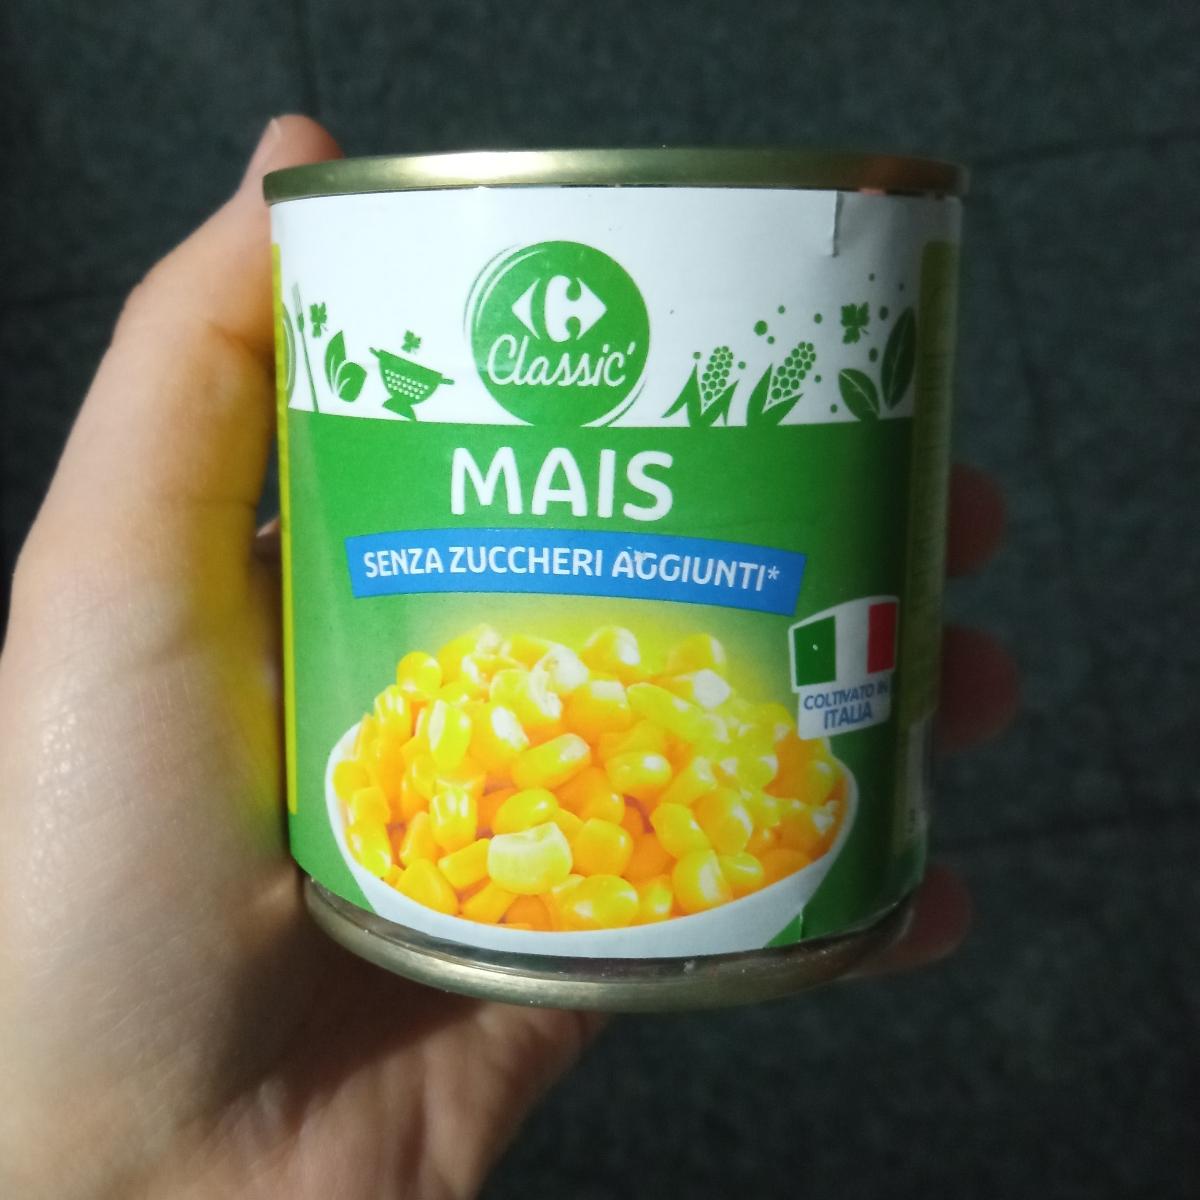 Classic'
MAIS
SENZA ZUCCHERI AGGIUNTI*
COLTIVATO IN
ITALIA